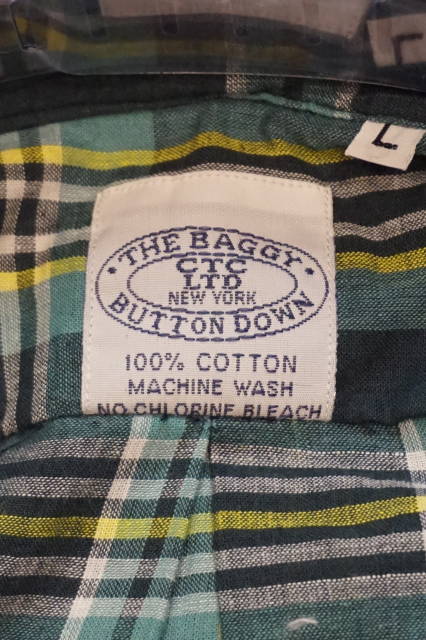 L
THE BAGGY
CTC
LTD
NEW YORK
BUTTON DOWN
100% COTTON
MACHINE WASH
NO CHLORINE BLEACH